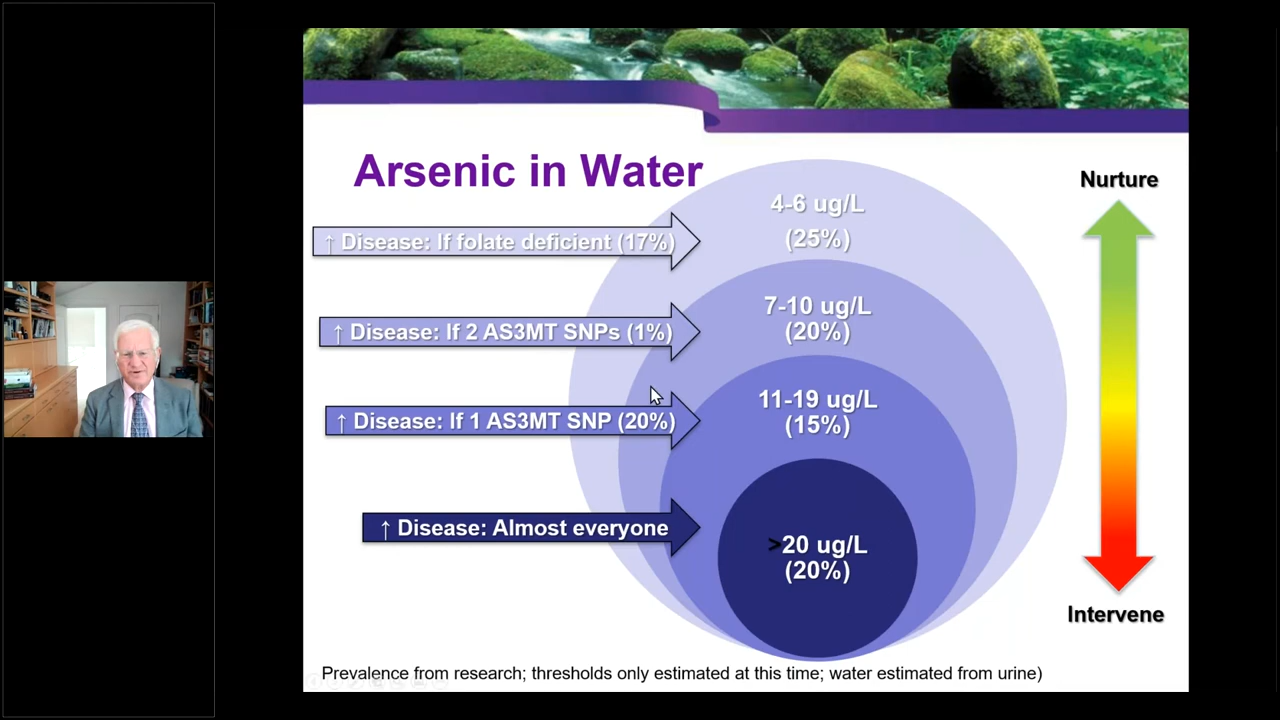 Arsenic in Water
Nurture
4-6 ug/L
(25%)
↑ Disease: If folate deficient (17%)
7-10 ug/L
(20%)
↑ Disease: If 2 AS3MT SNPs (1%)
11-19 ug/L
(15%)
↑ Disease: If 1 AS3MT SNP (20%)
>20 ug/L
(20%)
↑ Disease: Almost everyone
Intervene
Prevalence from research; thresholds only estimated at this time; water estimated from urine)